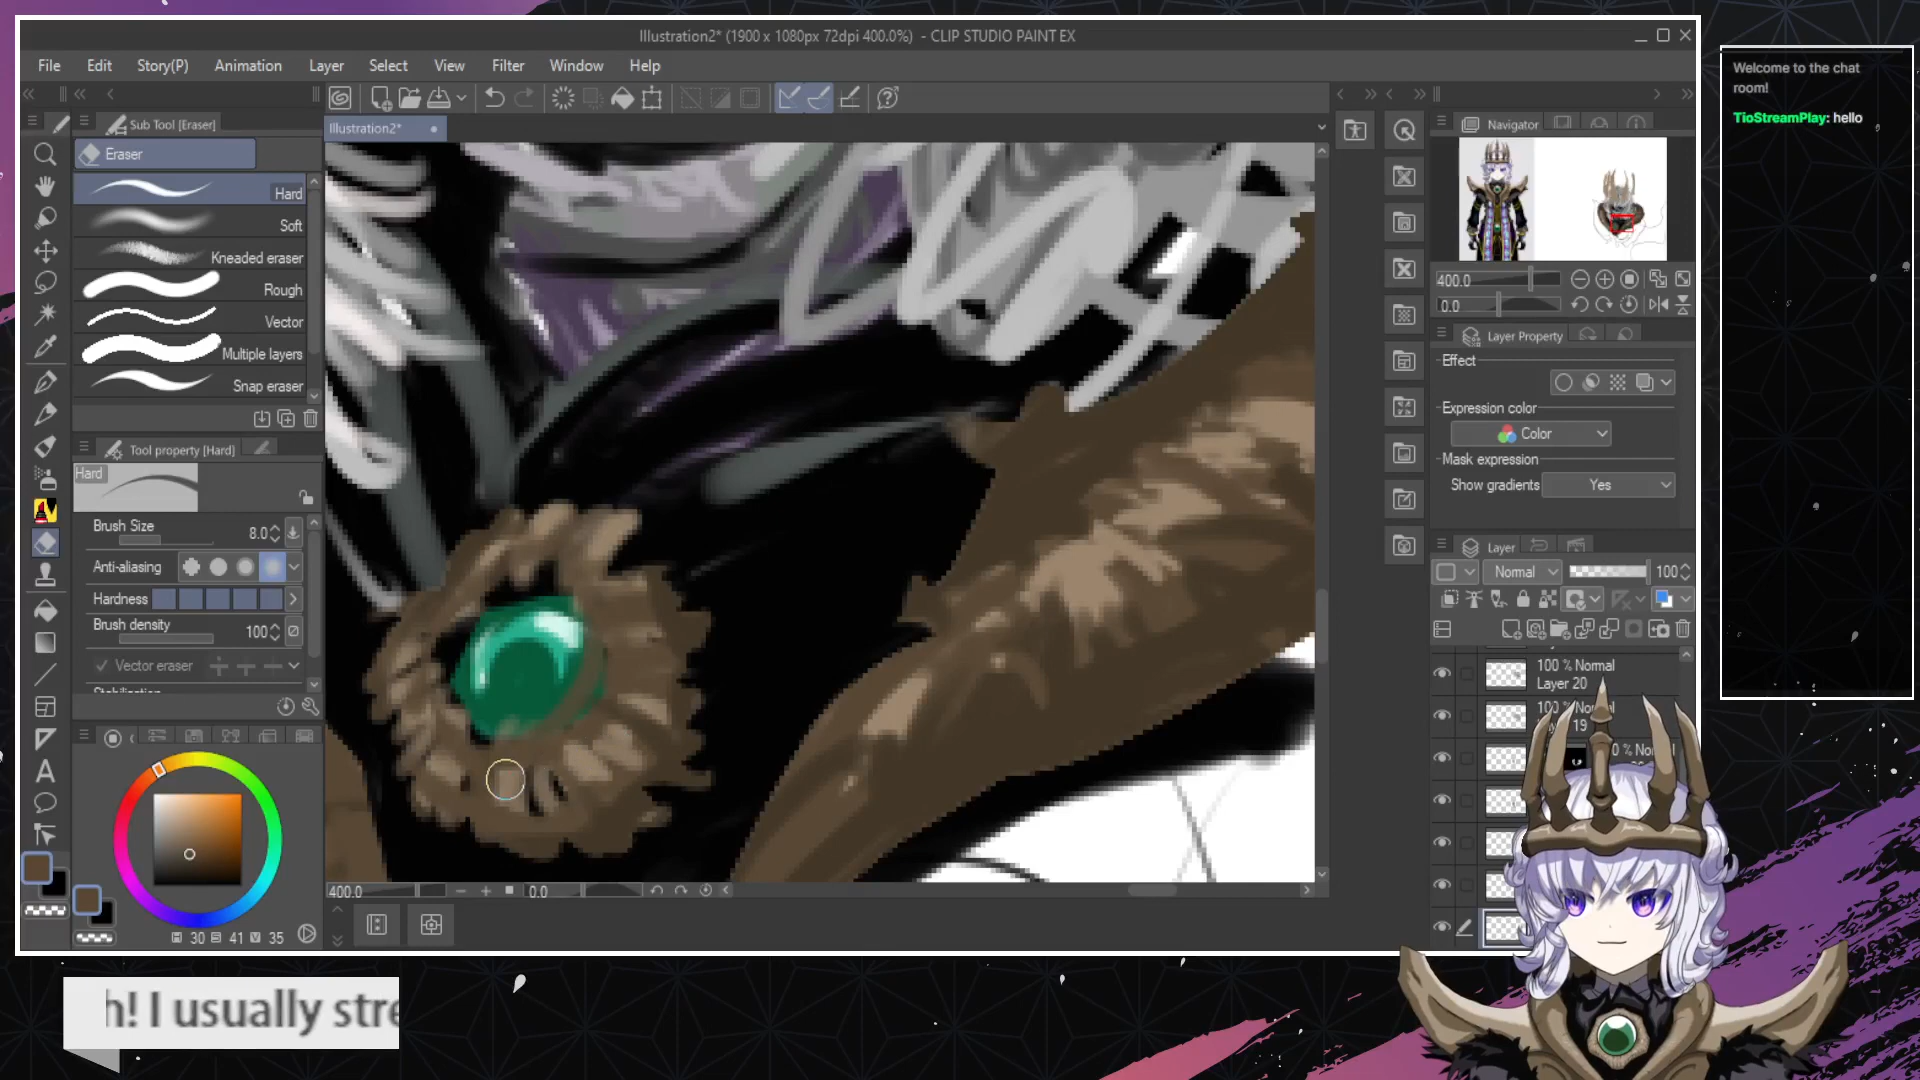 Illustration2* (1900 x 1080px 72dpi 400.0%) - CLIP STUDIO PAINT EX
File Edit Story(P) Animation Layer Select View Filter Window Help
Sub Tool [Eraser]
Eraser
Hard
Soft
Kneaded eraser
Rough
Vector
Multiple layers
Snap eraser
Tool property [Hard]
Hard
Brush Size 8.0
Anti-aliasing
Hardness
Brush density 100
Vector eraser
30 41 35
Illustration2*
400.0 0.0
Navigator
400.0
0.0
Layer Property
Effect
Expression color
Color
Mask expression
Show gradients Yes
Layer
Normal 100
100 % Normal
Layer 20
Welcome to the chat
room!
TioStreamPlay: hello
h! I usually stre